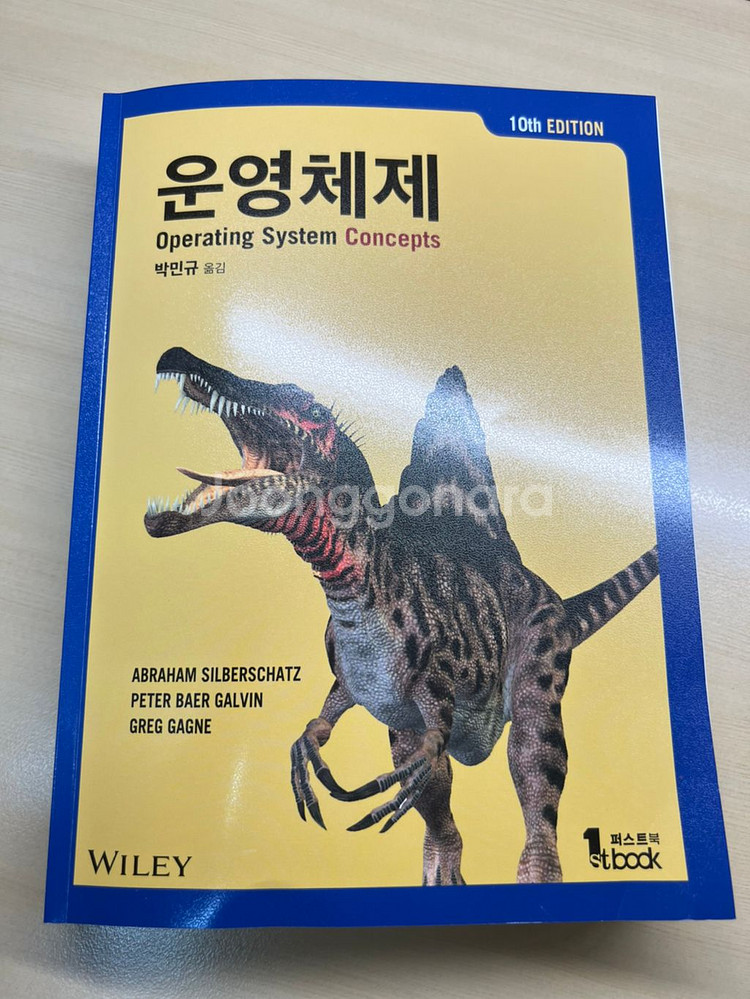 10th EDITION
운영체제
Operating System Concepts
박민규 옮김
Joonggonara
ABRAHAM SILBERSCHATZ
PETER BAER GALVIN
GREG GAGNE
WILEY
퍼스트북
1st book